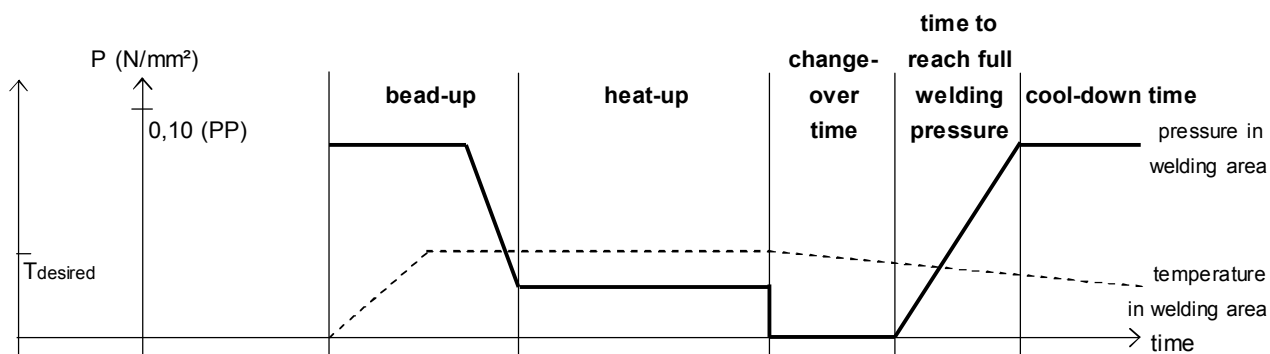 P (N/mm²)
0,10 (PP)
Tdesired
bead-up
heat-up
change-
over
time
time to
reach full
welding
pressure
cool-down time
pressure in
welding area
temperature
in welding area
time